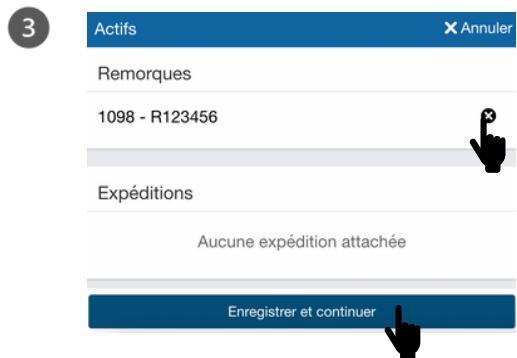 3
Actifs
Annuler
Remorques
1098 - R123456
Expéditions
Aucune expédition attachée
Enregistrer et continuer